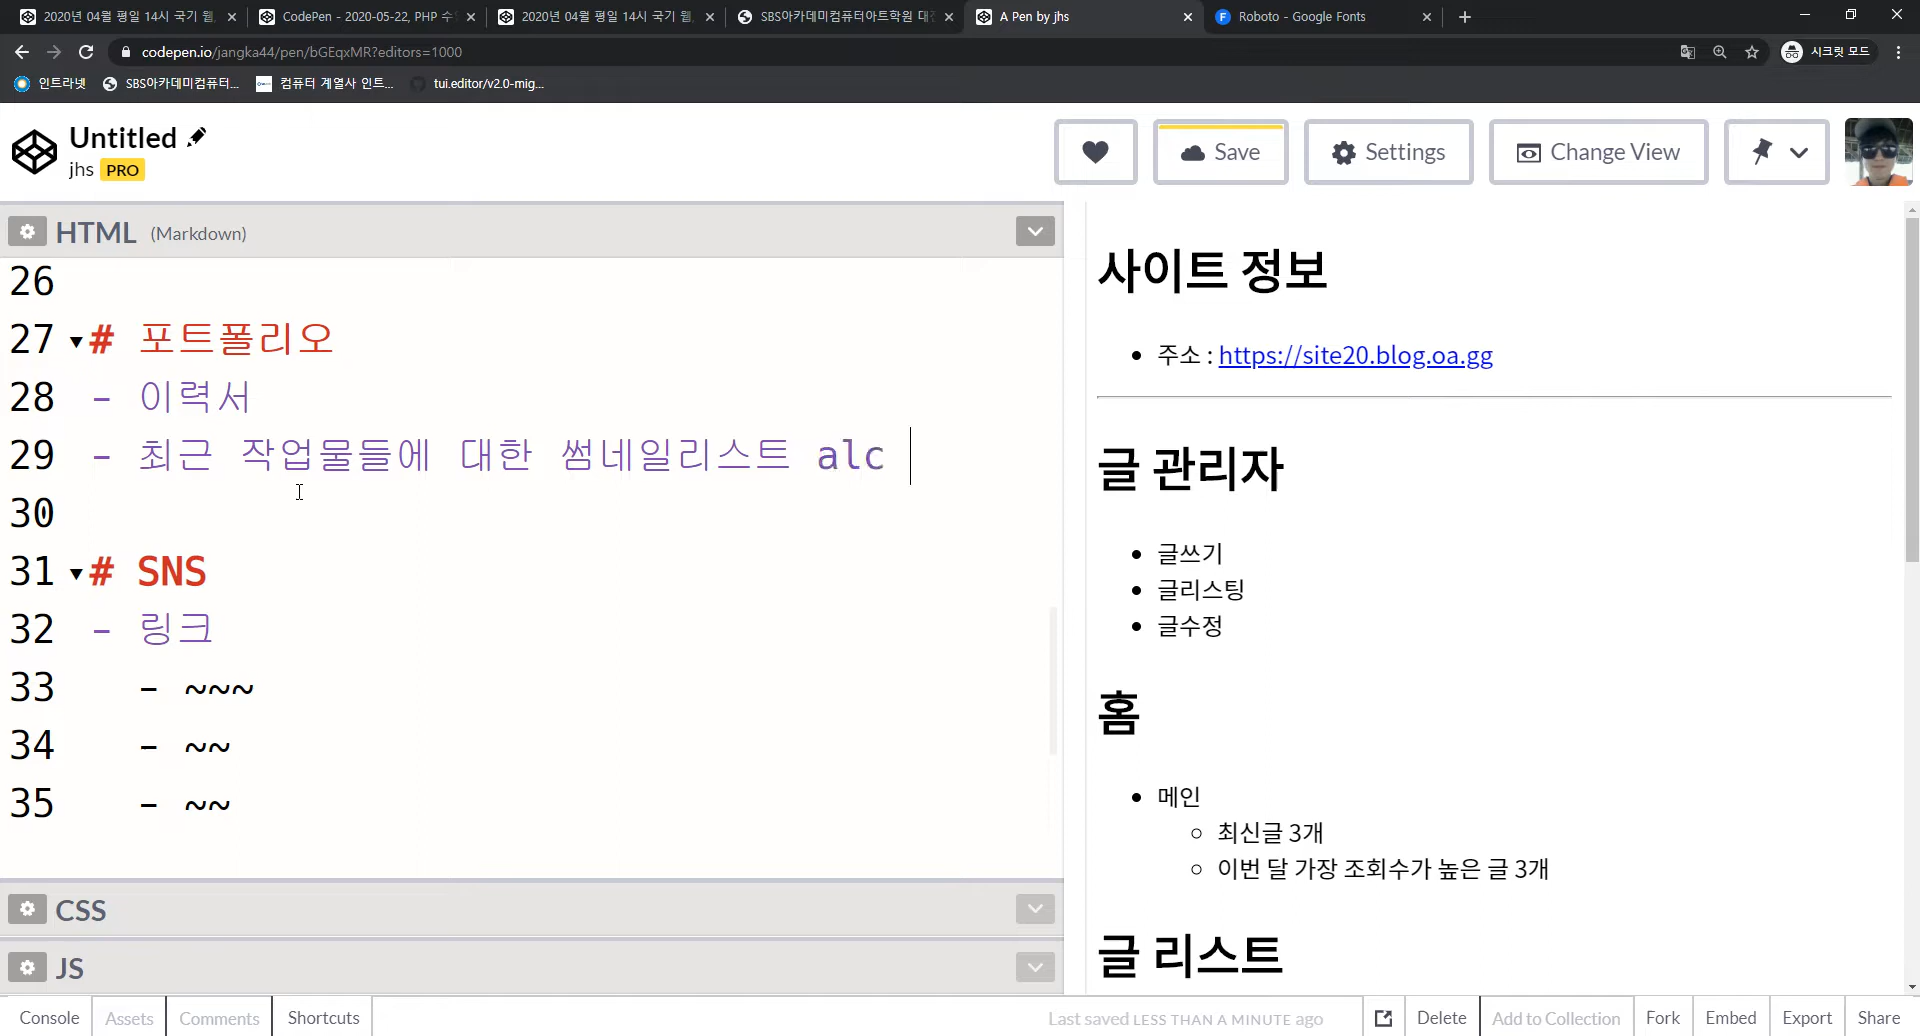 2020년 04월 평일 14시 국기 웹
CodePen - 2020-05-22, PHP 수
2020년 04월 평일 14시 국기 웹
SBS아카데미컴퓨터아트학원 대전
A Pen by jhs
Roboto - Google Fonts
codepen.io/jangka44/pen/bGEqxMR?editors=1000
시크릿 모드
인트라넷
SBS아카데미컴퓨터...
컴퓨터 계열사 인트...
tui.editor/v2.0-mig...
Untitled
jhs PRO
Save
Settings
Change View
HTML (Markdown)
26
27 # 포트폴리오
28 - 이력서
29 - 최근 작업물들에 대한 썸네일리스트 alc
30
31 # SNS
32 - 링크
33 - ~~~
34 - ~~
35 - ~~
CSS
JS
사이트 정보
주소 : https://site20.blog.oa.gg
글 관리자
글쓰기
글리스팅
글수정
홈
메인
최신글 3개
이번 달 가장 조회수가 높은 글 3개
글 리스트
Console
Assets
Comments
Shortcuts
Last saved LESS THAN A MINUTE ago
Delete
Add to Collection
Fork
Embed
Export
Share